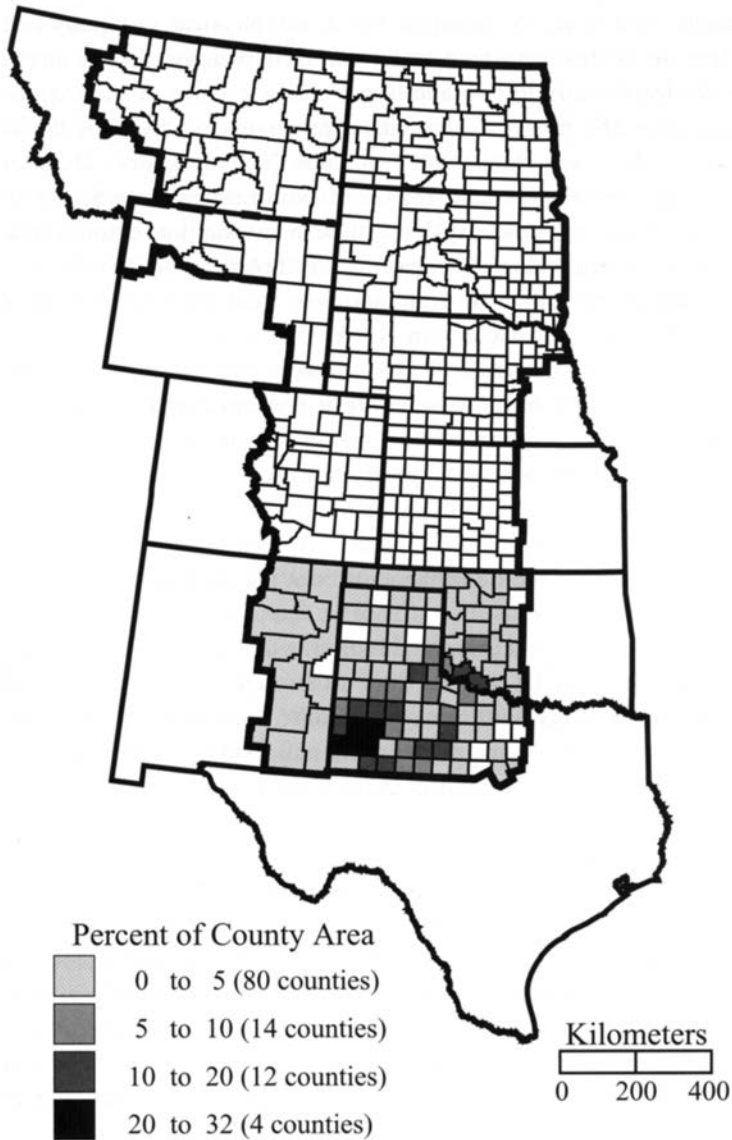 Percent of County Area
0 to 5 (80 counties)
5 to 10 (14 counties)
10 to 20 (12 counties)
20 to 32 (4 counties)
Kilometers
0 200 400